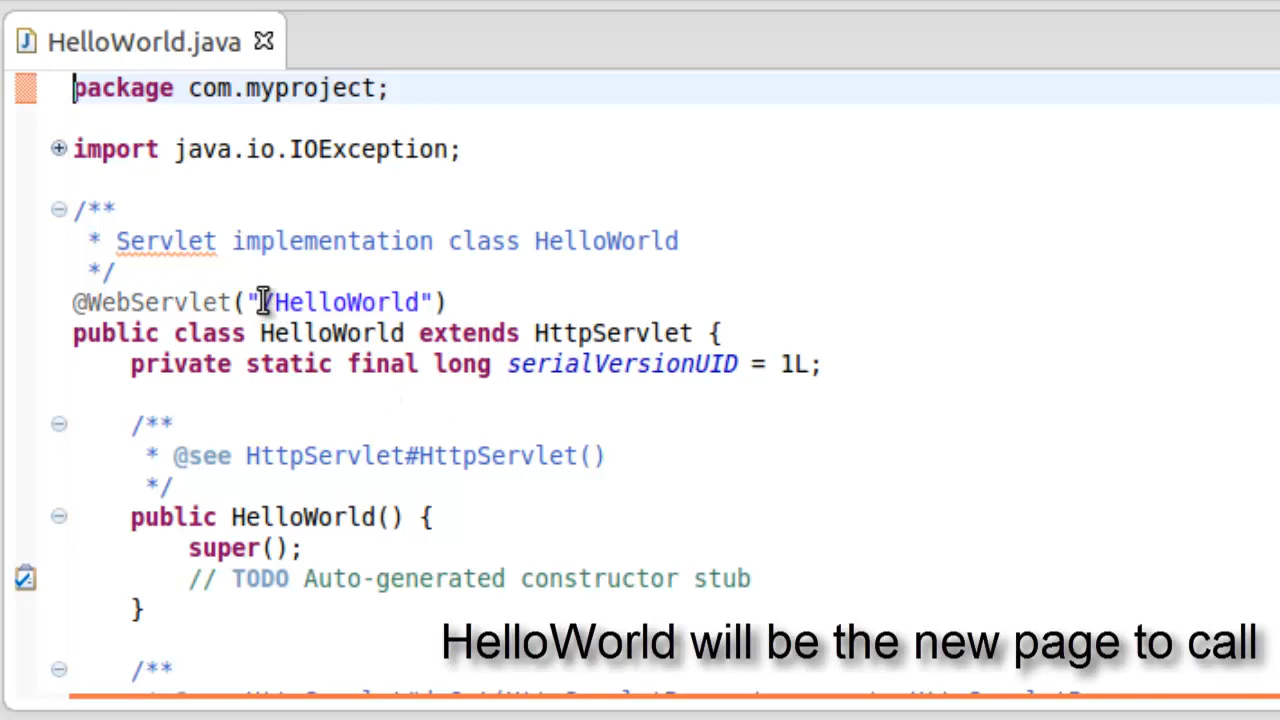 HelloWorld.java
package com.myproject;
import java.io.IOException;
/**
* Servlet implementation class HelloWorld
*/
@WebServlet("/HelloWorld")
public class HelloWorld extends HttpServlet {
private static final long serialVersionUID = 1L;
/**
* @see HttpServlet#HttpServlet()
*/
public HelloWorld() {
super();
// TODO Auto-generated constructor stub
}
HelloWorld will be the new page to call
/**